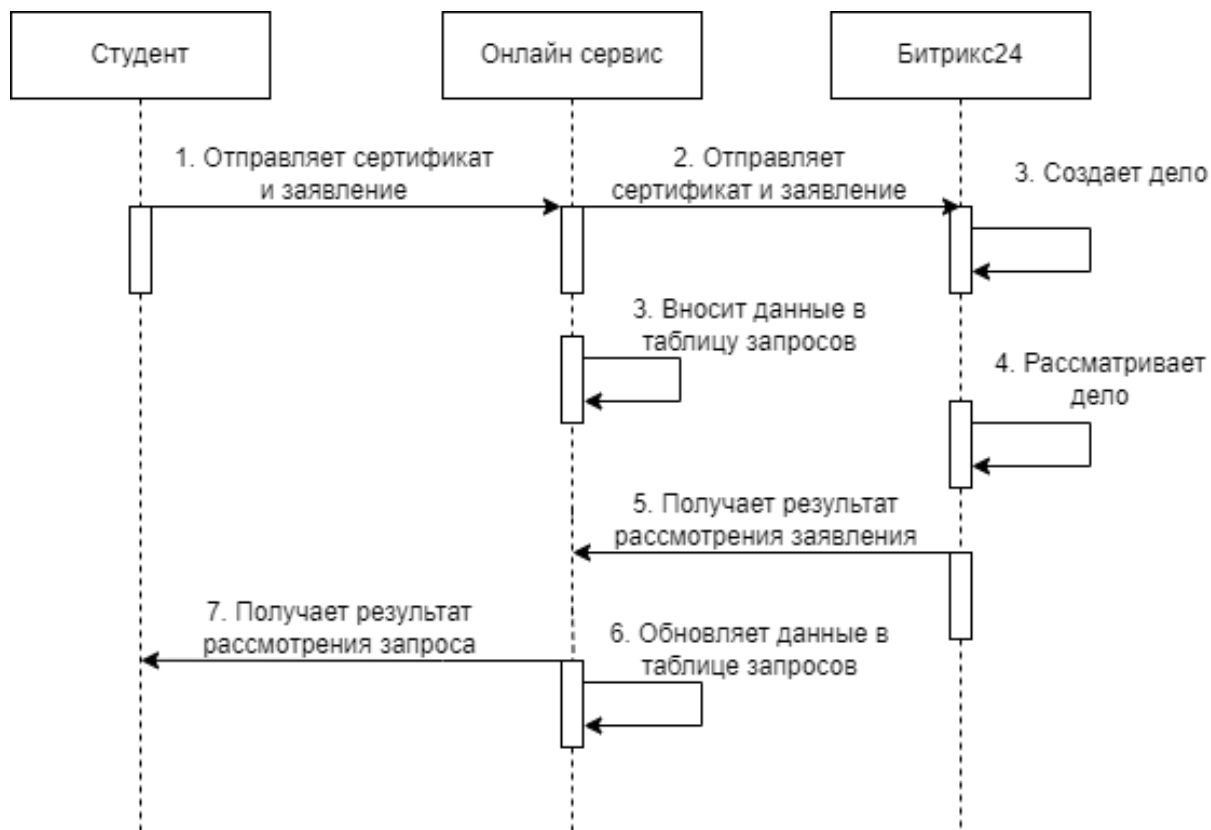 Студент
Онлайн сервис
Битрикс24
1. Отправляет сертификат
и заявление
2. Отправляет
сертификат и заявление
3. Создает дело
3. Вносит данные в
таблицу запросов
4. Рассматривает
дело
5. Получает результат
рассмотрения заявления
7. Получает результат
рассмотрения запроса
6. Обновляет данные в
таблице запросов